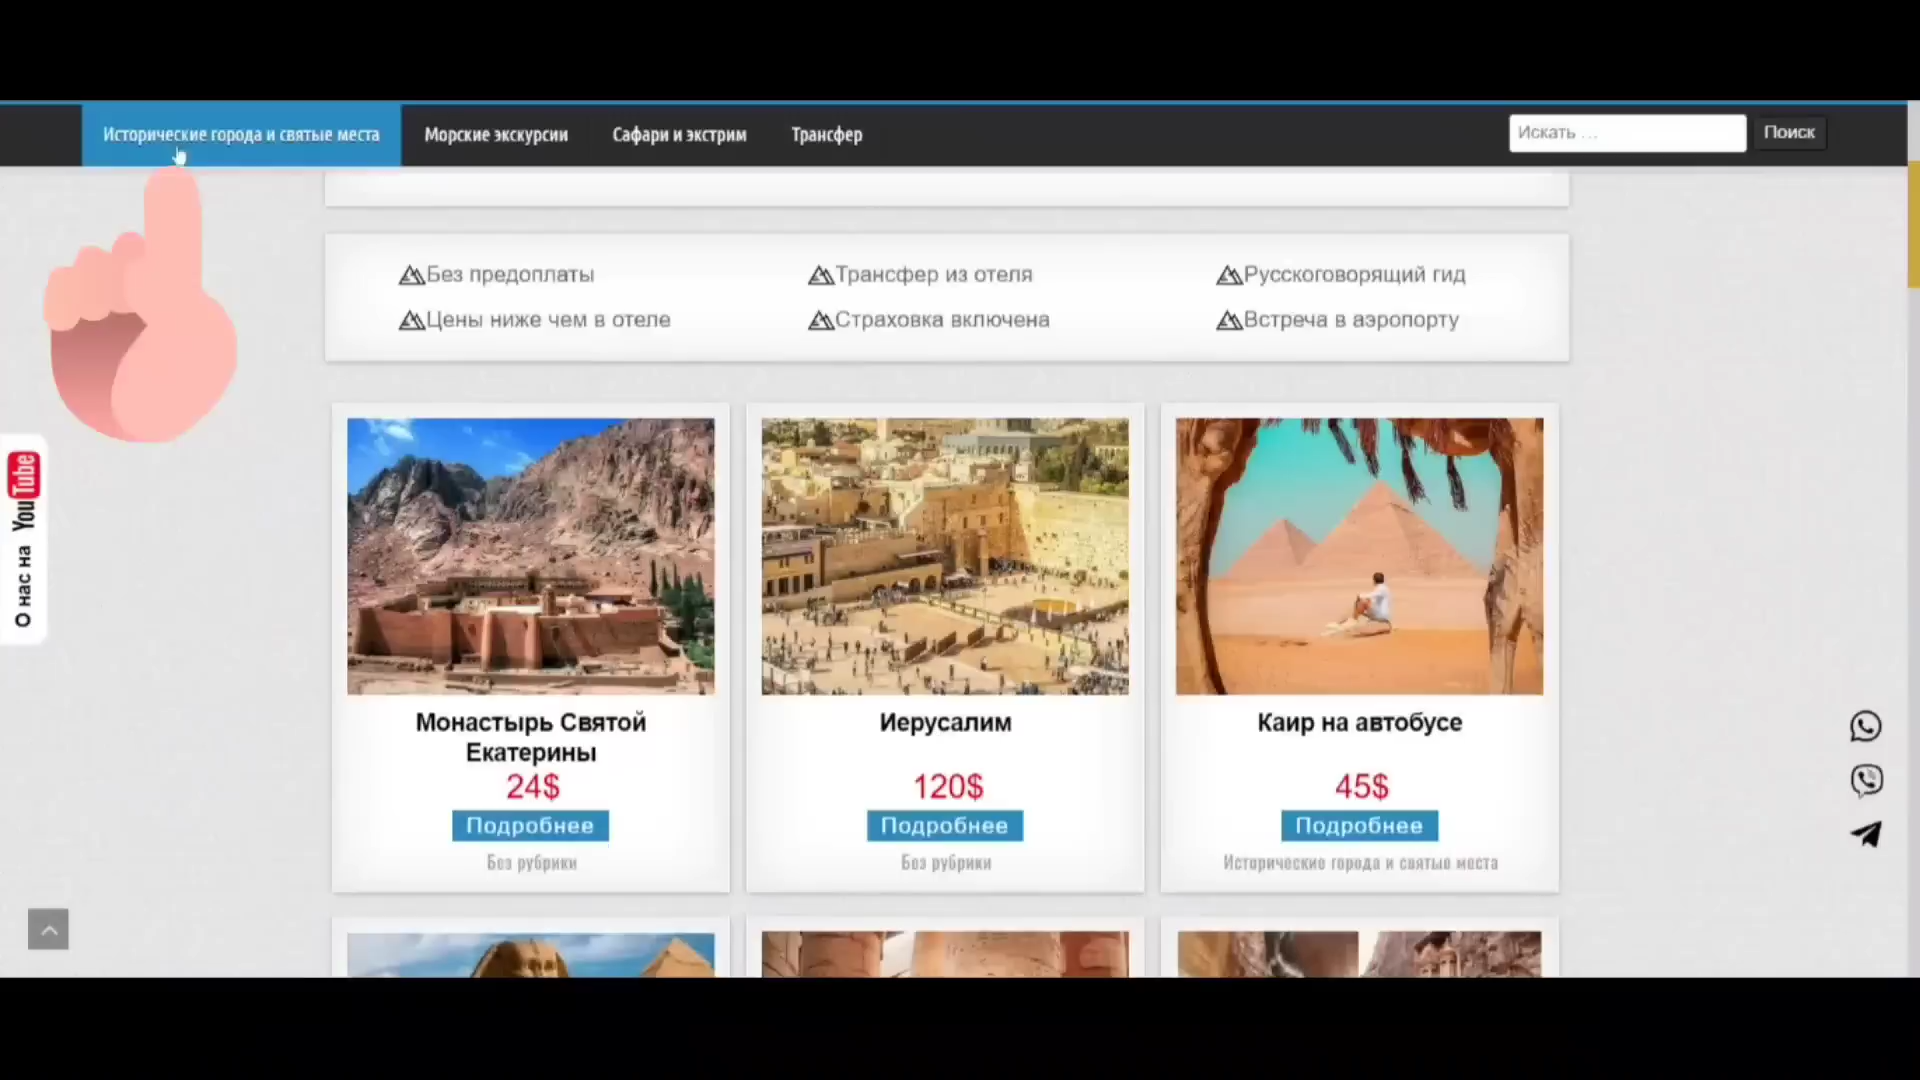 Исторические города и святые места
Морские экскурсии
Сафари и экстрим
Трансфер
Искать ...
Поиск
Без предоплаты
Трансфер из отеля
Русскоговорящий гид
Цены ниже чем в отеле
Страховка включена
Встреча в аэропорту
О нас на YouTube
Монастырь Святой
Екатерины
24$
Подробнее
Без рубрики
Иерусалим
120$
Подробнее
Без рубрики
Каир на автобусе
45$
Подробнее
Исторические города и святые места